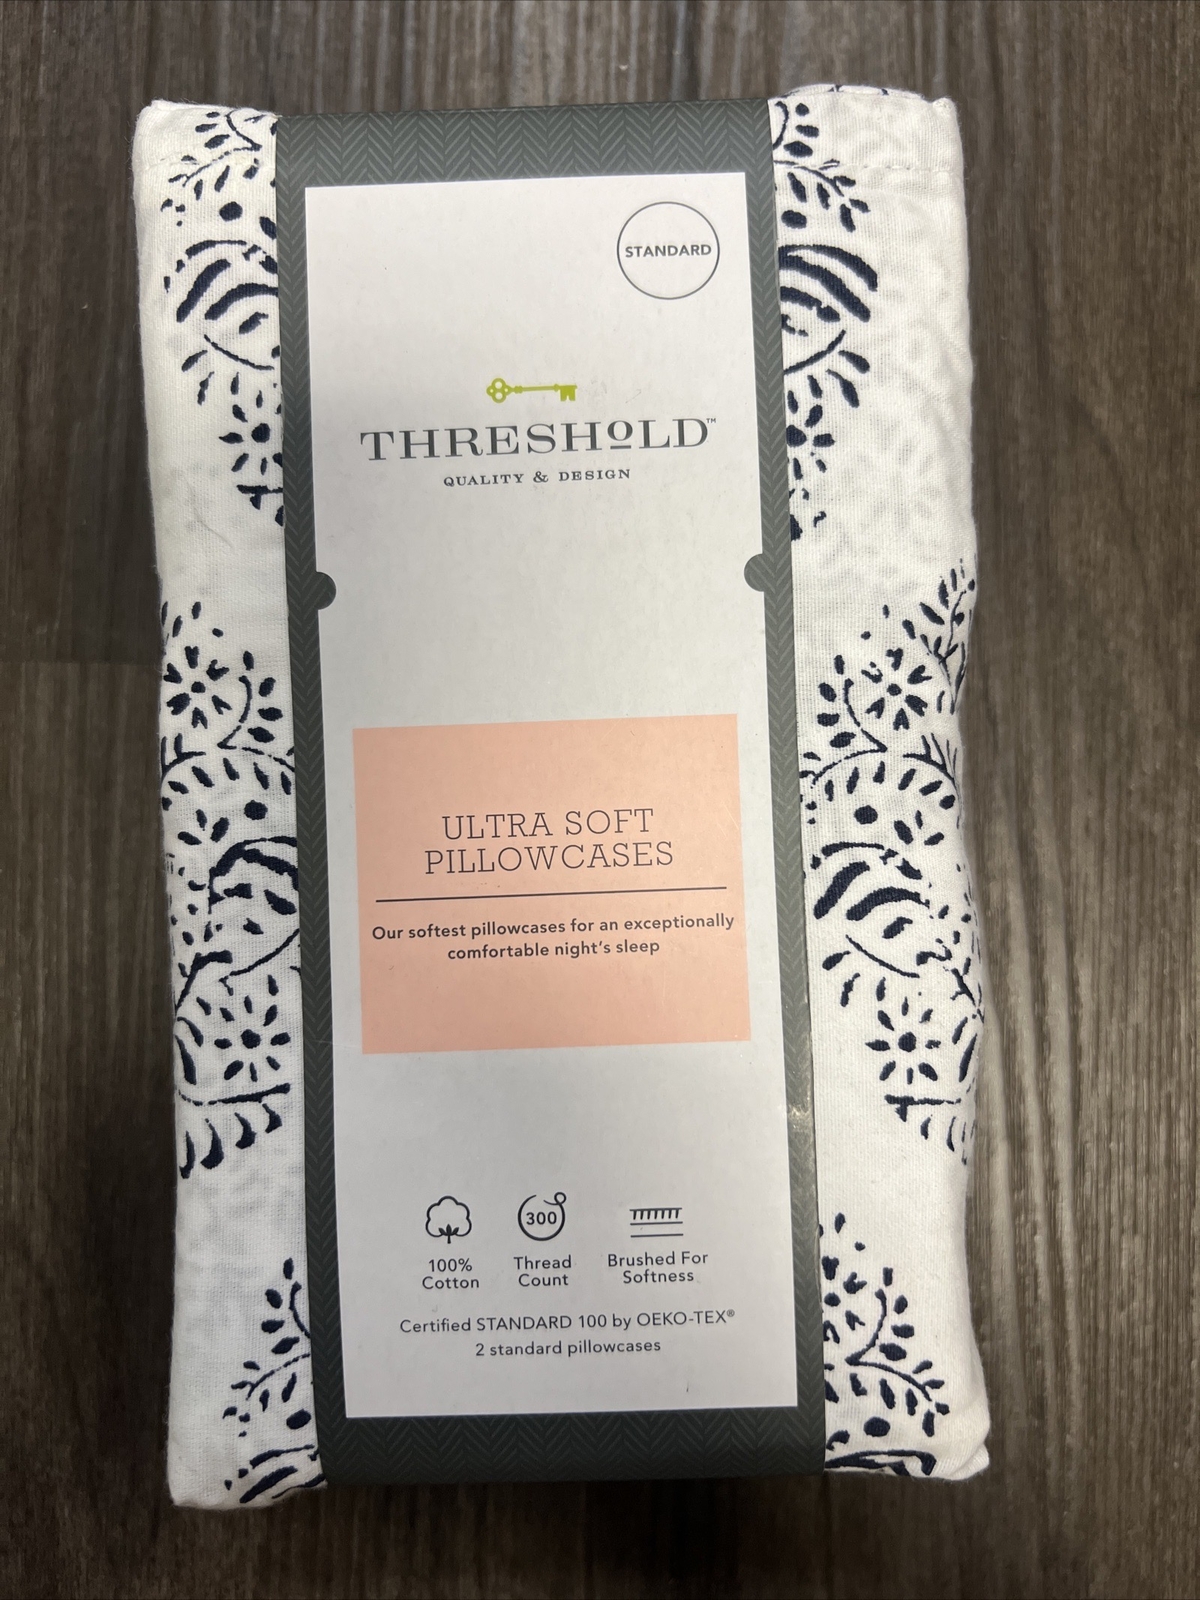 STANDARD
THRESHOLD™
QUALITY & DESIGN
ULTRA SOFT
PILLOWCASES
Our softest pillowcases for an exceptionally
comfortable night's sleep
300
100%
Cotton
Thread
Count
Brushed For
Softness
Certified STANDARD 100 by OEKO-TEX®
2 standard pillowcases